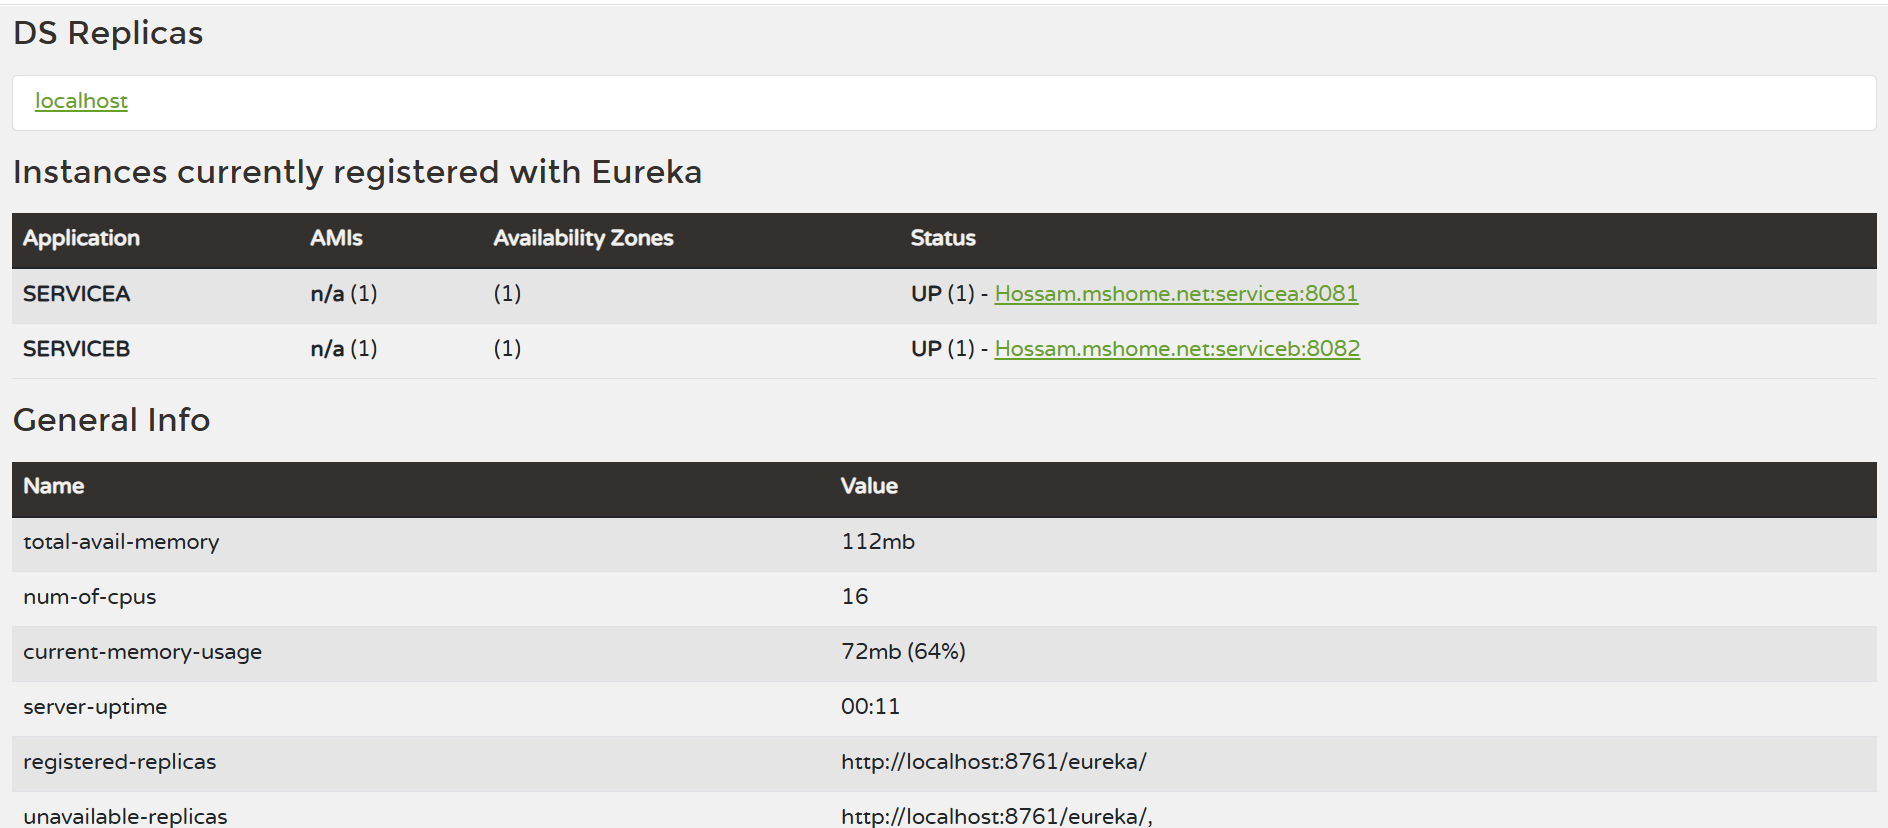 DS Replicas
localhost
Instances currently registered with Eureka
Application AMIs Availability Zones Status
SERVICEA n/a (1) (1) UP (1) - Hossam.mshome.net:servicea:8081
SERVICEB n/a (1) (1) UP (1) - Hossam.mshome.net:serviceb:8082
General Info
Name Value
total-avail-memory 112mb
num-of-cpus 16
current-memory-usage 72mb (64%)
server-uptime 00:11
registered-replicas http://localhost:8761/eureka/
unavailable-replicas http://localhost:8761/eureka/,